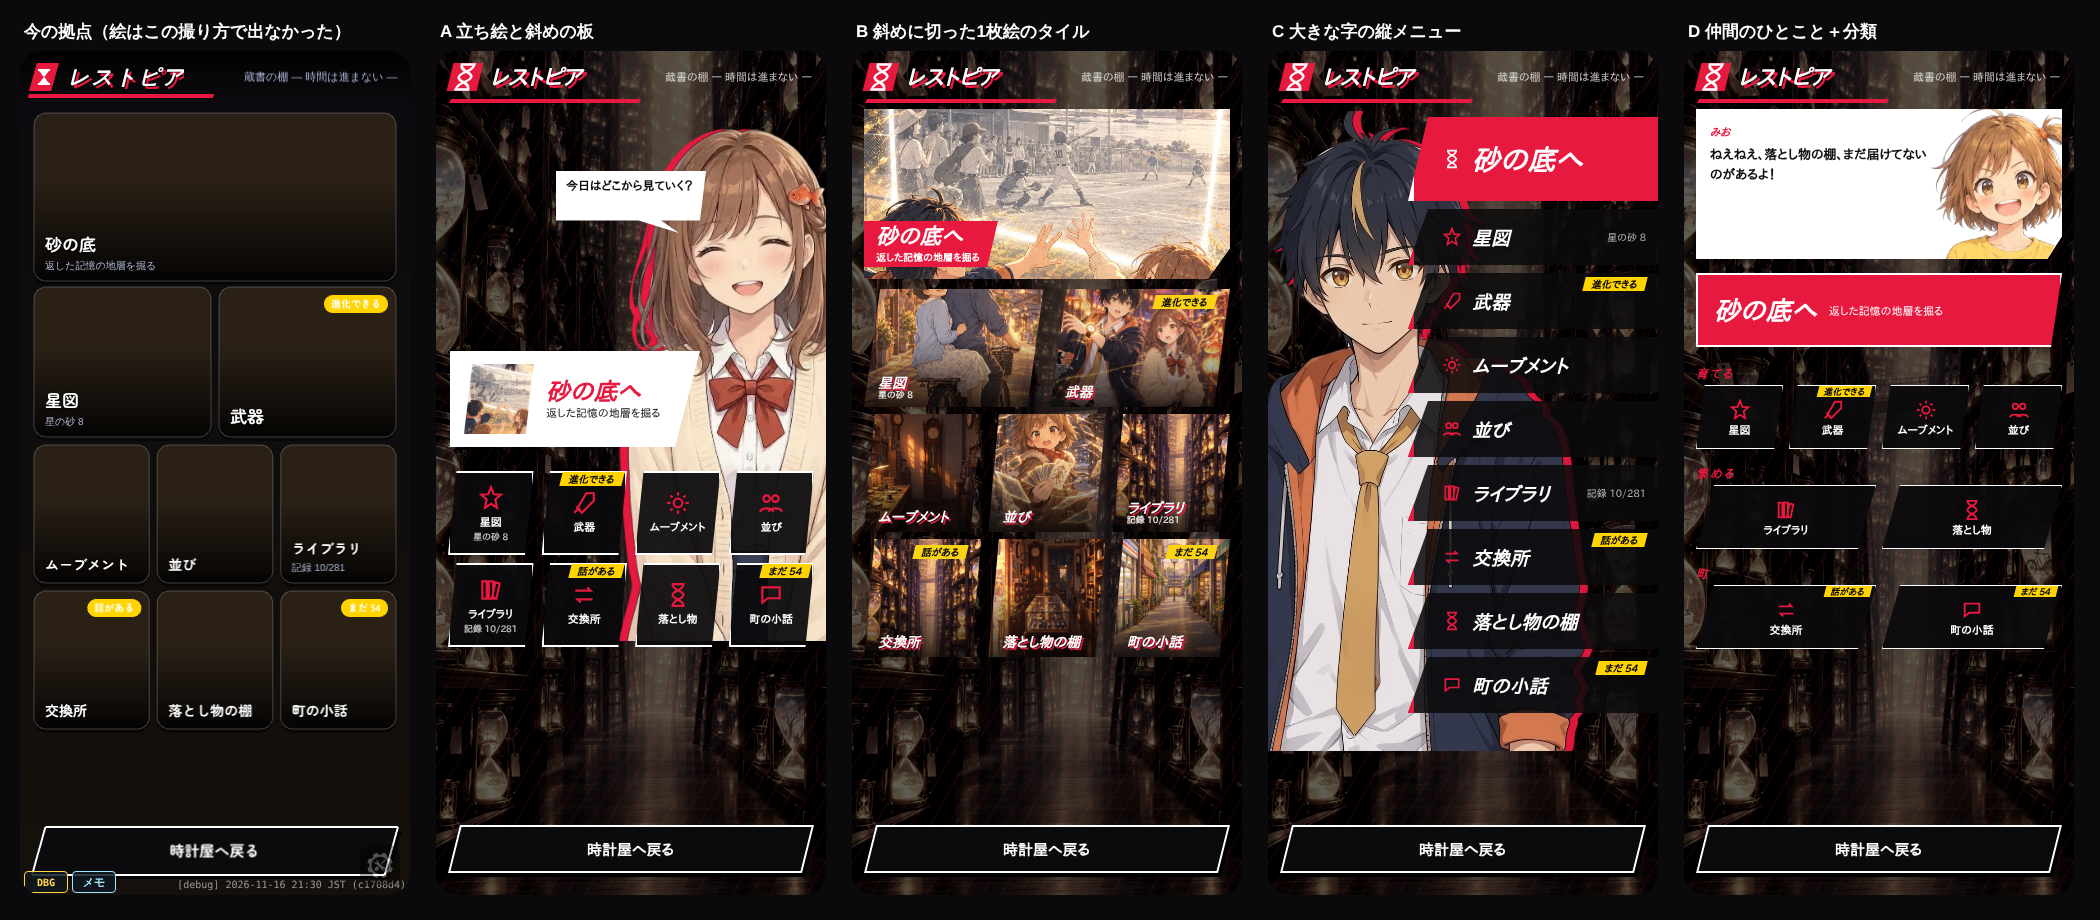 今の拠点（絵はこの撮り方で出なかった）
レストピア
蔵書の棚 — 時間は進まない —
砂の底
返した記憶の地層を掘る
星図
星の砂 8
進化できる
武器
ムーブメント
並び
ライブラリ
記録 10/281
話がある
交換所
落とし物の棚
まだ 54
町の小話
時計屋へ戻る
DBG
メモ
[debug] 2026-11-16 21:30 JST (c1708d4)
A 立ち絵と斜めの板
レストピア
蔵書の棚 — 時間は進まない —
今日はどこから見ていく？
砂の底へ
返した記憶の地層を掘る
星図
星の砂 8
進化できる
武器
ムーブメント
並び
ライブラリ
記録 10/281
話がある
交換所
落とし物
まだ 54
町の小話
時計屋へ戻る
B 斜めに切った1枚絵のタイル
レストピア
蔵書の棚 — 時間は進まない —
砂の底へ
返した記憶の地層を掘る
星図
星の砂 8
進化できる
武器
ムーブメント
並び
ライブラリ
記録 10/281
話がある
交換所
落とし物の棚
まだ 54
町の小話
時計屋へ戻る
C 大きな字の縦メニュー
レストピア
蔵書の棚 — 時間は進まない —
砂の底へ
星図
星の砂 8
進化できる
武器
ムーブメント
並び
ライブラリ
記録 10/281
話がある
交換所
落とし物の棚
まだ 54
町の小話
時計屋へ戻る
D 仲間のひとこと＋分類
レストピア
蔵書の棚 — 時間は進まない —
みお
ねえねえ、落とし物の棚、まだ届けてない
のがあるよ！
砂の底へ
返した記憶の地層を掘る
育てる
星図
進化できる
武器
ムーブメント
並び
集める
ライブラリ
落とし物
町
話がある
交換所
まだ 54
町の小話
時計屋へ戻る